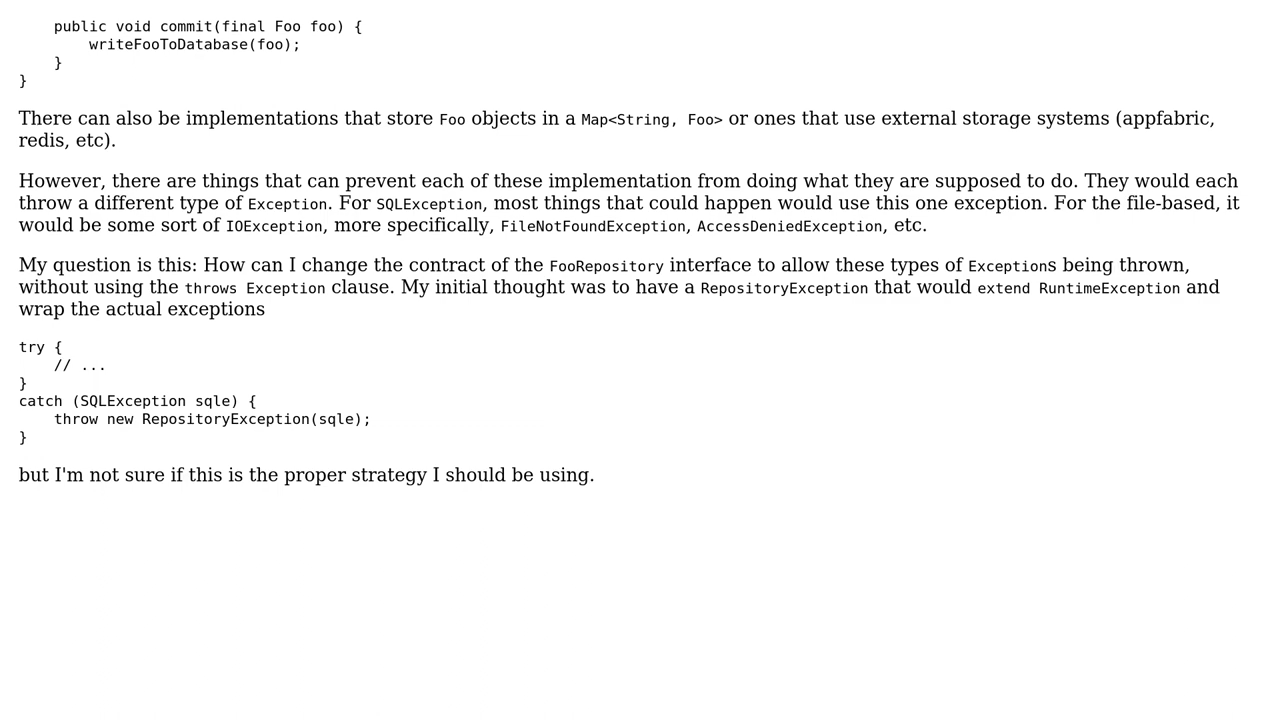 public void commit(final Foo foo) {
        writeFooToDatabase(foo);
    }
}
There can also be implementations that store Foo objects in a Map<String, Foo> or ones that use external storage systems (appfabric,
redis, etc).
However, there are things that can prevent each of these implementation from doing what they are supposed to do. They would each
throw a different type of Exception. For SQLException, most things that could happen would use this one exception. For the file-based, it
would be some sort of IOException, more specifically, FileNotFoundException, AccessDeniedException, etc.
My question is this: How can I change the contract of the FooRepository interface to allow these types of Exceptions being thrown,
without using the throws Exception clause. My initial thought was to have a RepositoryException that would extend RuntimeException and
wrap the actual exceptions
try {
    // ...
}
catch (SQLException sqle) {
    throw new RepositoryException(sqle);
}
but I'm not sure if this is the proper strategy I should be using.